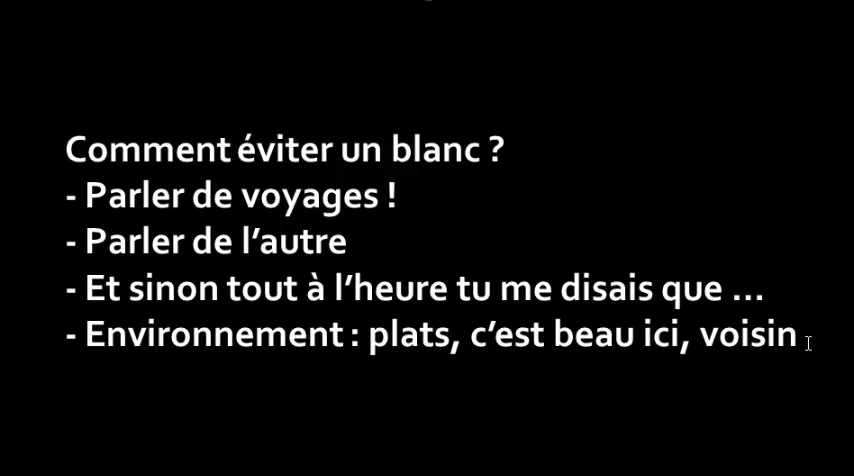 Comment éviter un blanc ?
- Parler de voyages !
- Parler de l’autre
- Et sinon tout à l’heure tu me disais que ...
- Environnement : plats, c’est beau ici, voisin